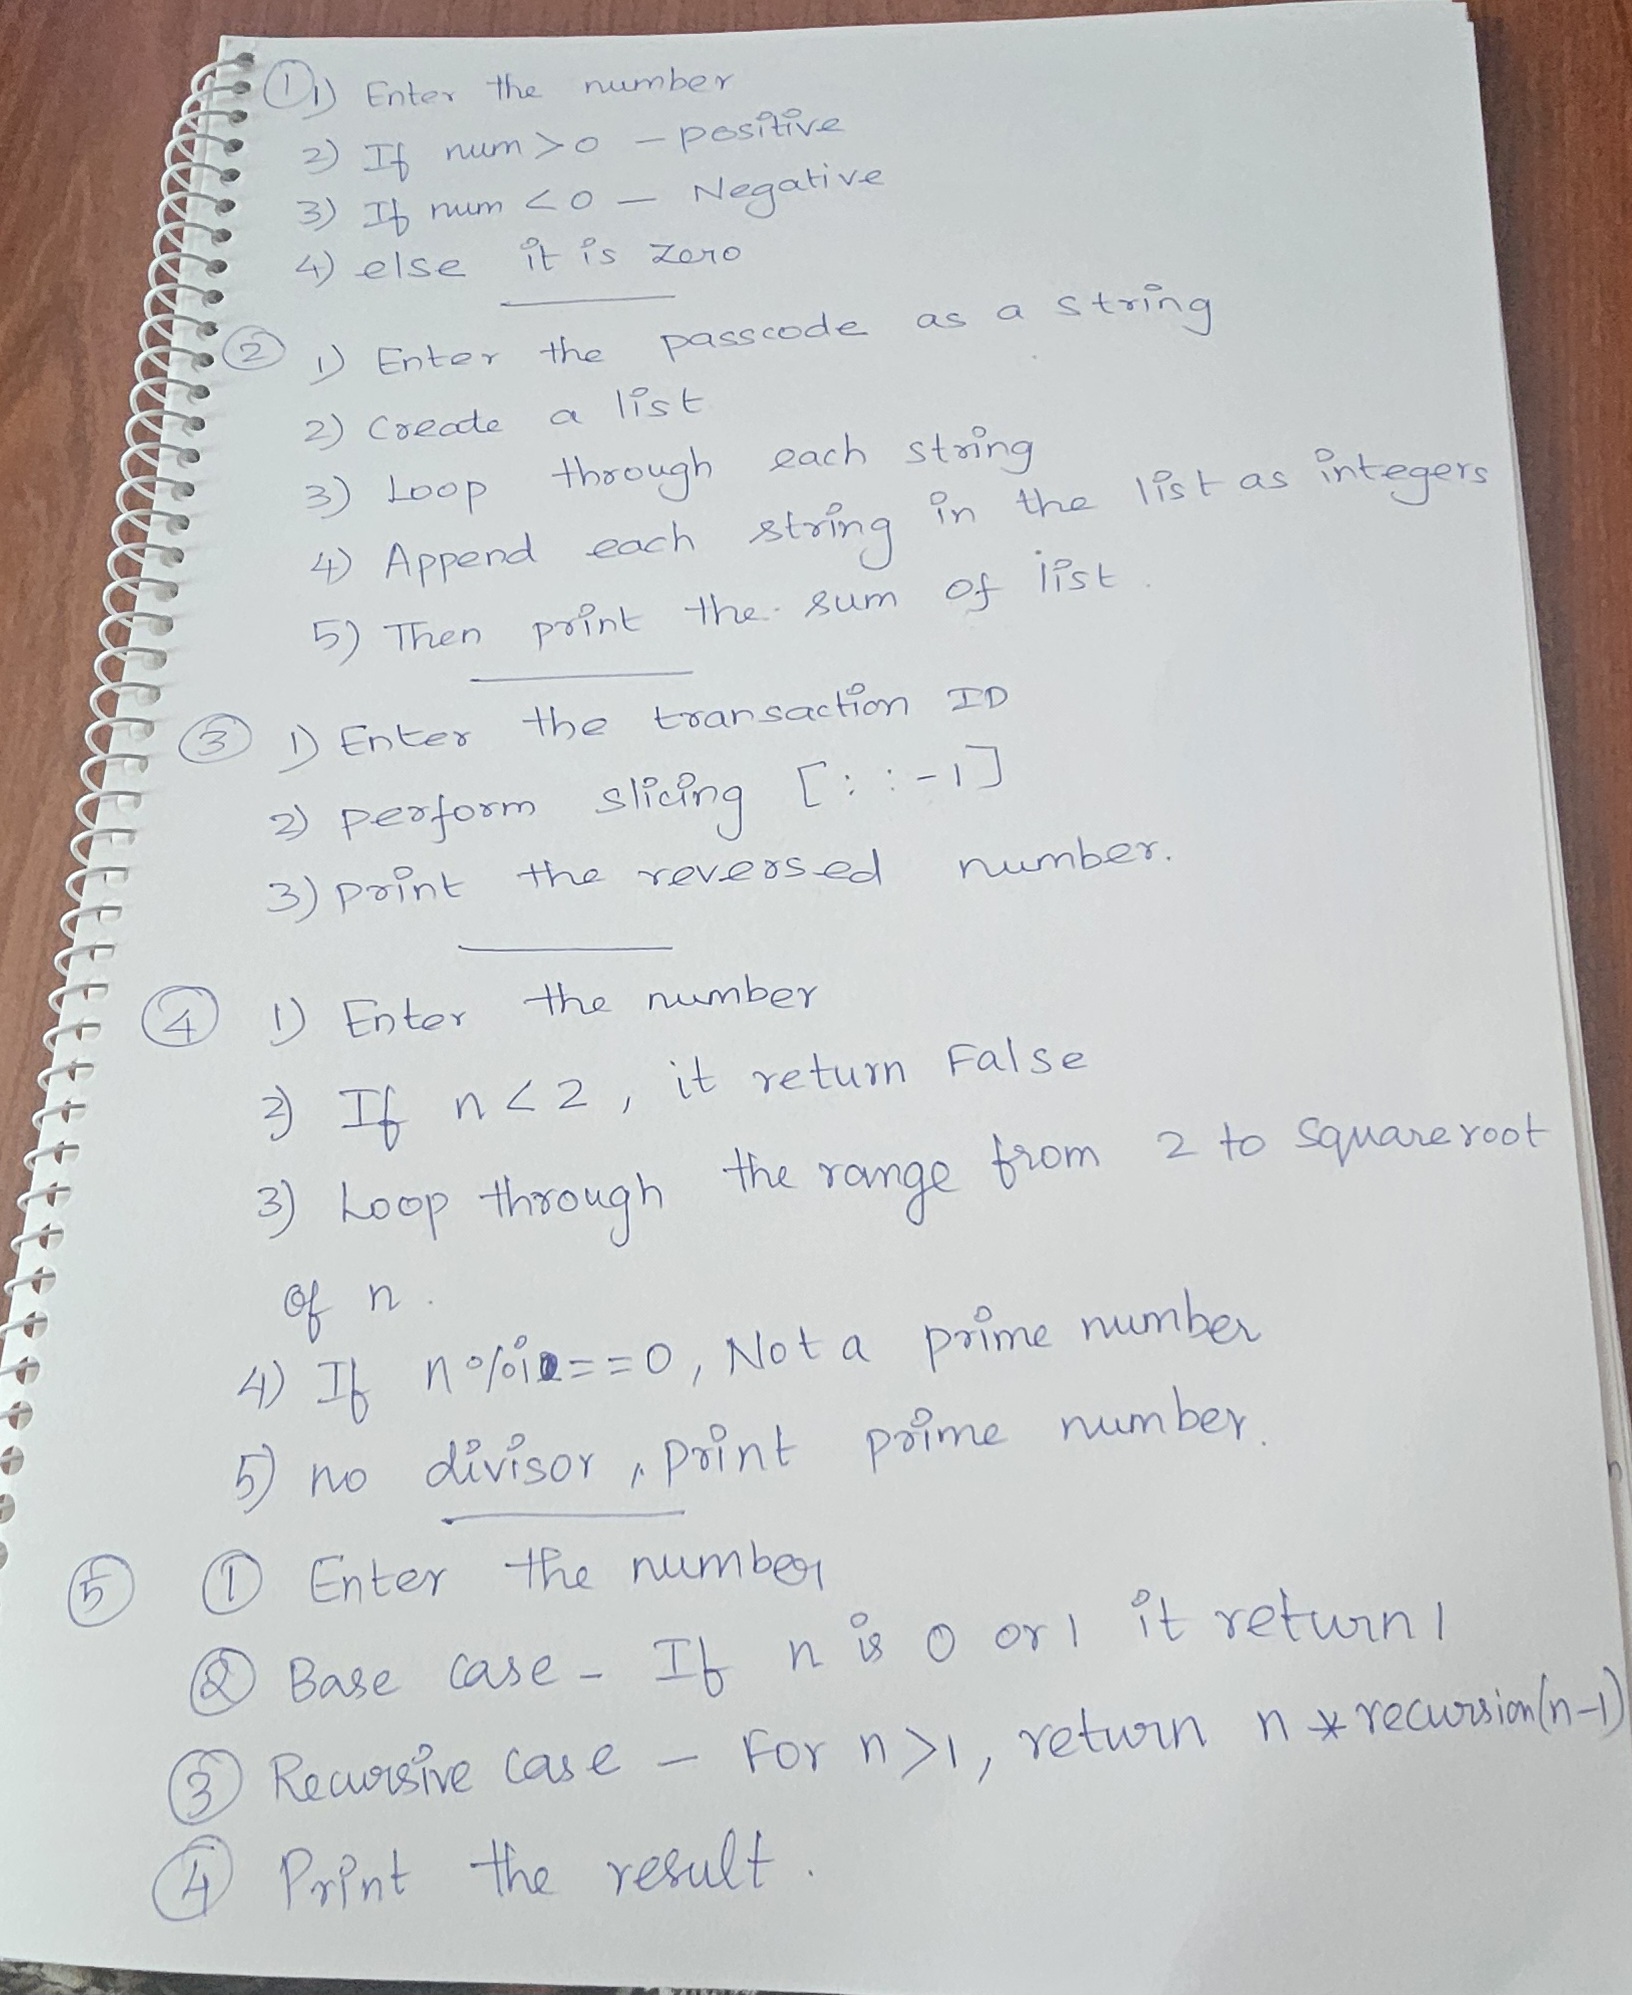 ① 1) Enter the number
2) If num > 0 - positive
3) If num < 0 - Negative
4) else it is zero
② 1) Enter the passcode as a string
2) Create a list
3) Loop through each string
4) Append each string in the list as integers
5) Then print the sum of list.
③ 1) Enter the transaction ID
2) perform slicing [: : -1]
3) print the reversed number.
④ 1) Enter the number
2) If n < 2, it return False
3) Loop through the range from 2 to squareroot
of n.
4) If n%i==0, Not a prime number
5) no divisor, print prime number.
⑤ ① Enter the number
② Base case - If n is 0 or 1 it return 1
③ Recursive case - For n>1, return n * recursion(n-1)
④ Print the result.